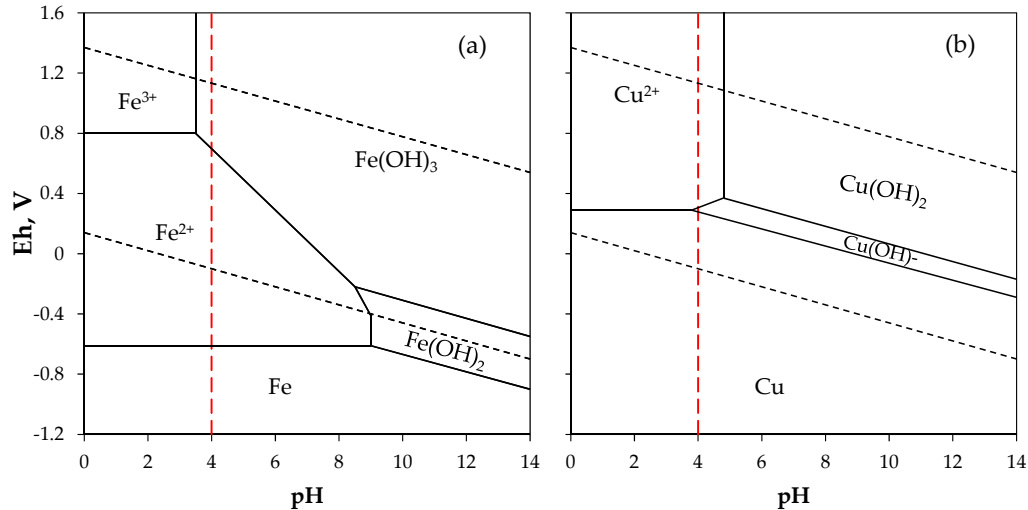 (a)
Eh, V
1.6
1.2
0.8
0.4
0
-0.4
-0.8
-1.2
Fe³⁺
Fe(OH)₃
Fe²⁺
Fe(OH)₂
Fe
0 2 4 6 8 10 12 14
pH
(b)
Cu²⁺
Cu(OH)₂
Cu(OH)-
Cu
0 2 4 6 8 10 12 14
pH